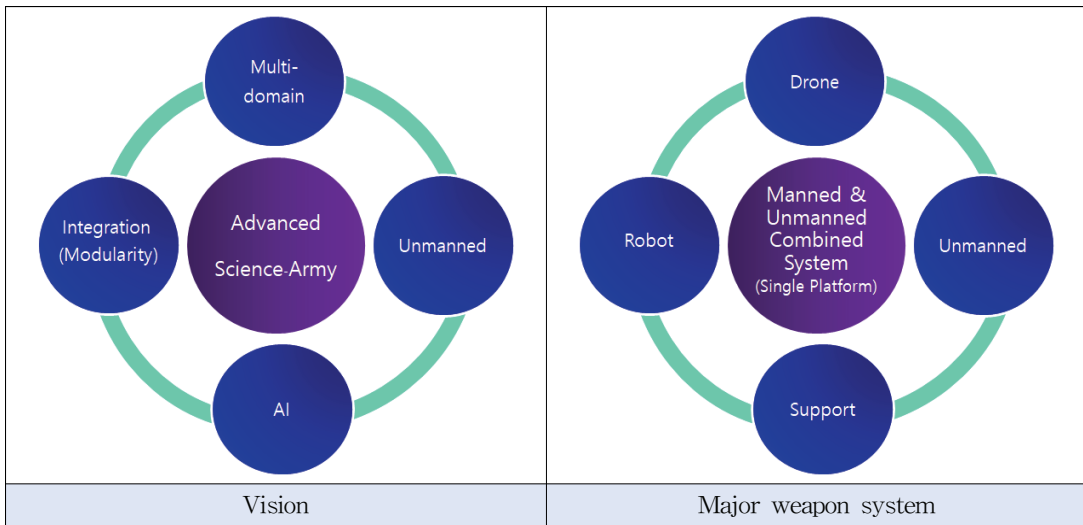 Multi-
domain
Integration
(Modularity)
Advanced
Science-Army
Unmanned
AI
Vision
Drone
Robot
Manned &
Unmanned
Combined
System
(Single Platform)
Unmanned
Support
Major weapon system